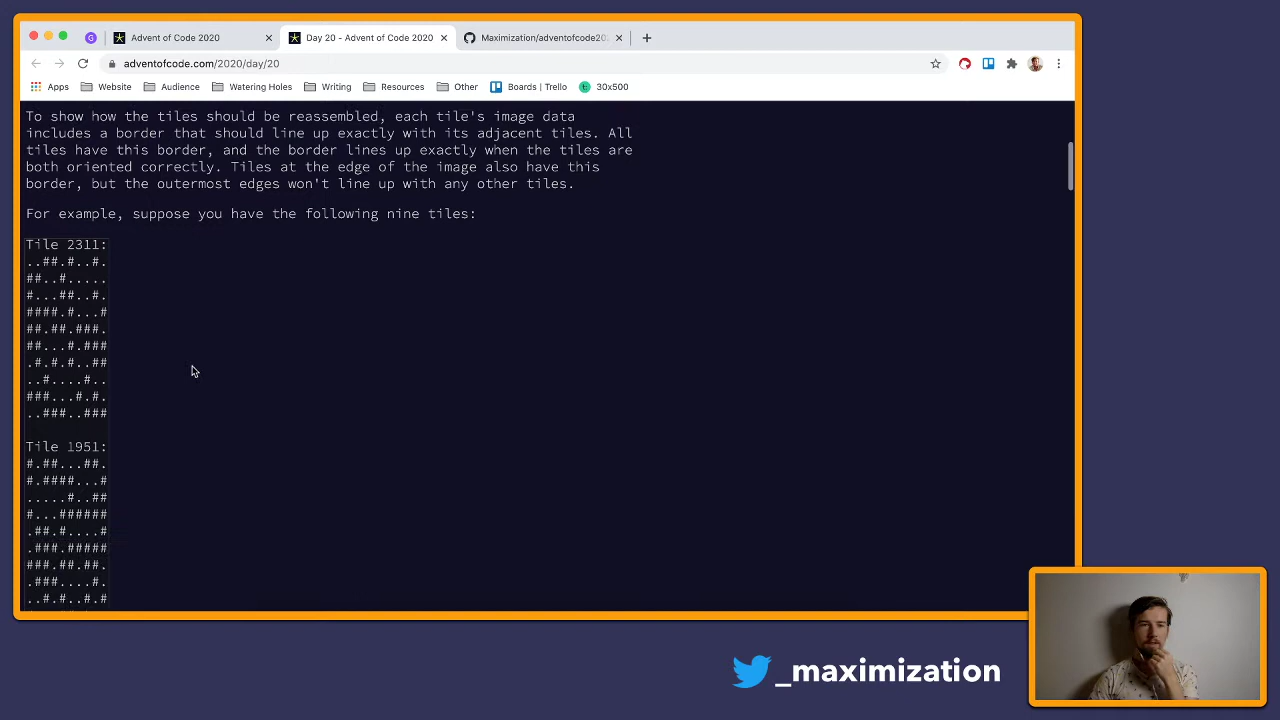 Advent of Code 2020
Day 20 - Advent of Code 2020
Maximization/adventofcode202
adventofcode.com/2020/day/20
Apps
Website
Audience
Watering Holes
Writing
Resources
Other
Boards | Trello
30x500
To show how the tiles should be reassembled, each tile's image data
includes a border that should line up exactly with its adjacent tiles. All
tiles have this border, and the border lines up exactly when the tiles are
both oriented correctly. Tiles at the edge of the image also have this
border, but the outermost edges won't line up with any other tiles.
For example, suppose you have the following nine tiles:
Tile 2311:
..##.#..#.
##..#.....
#...##..#.
####.#...#
##.##.###.
##...#.###
.#.#.#..##
..#....#..
###...#.#.
..###..###
Tile 1951:
#.##...##.
#.####...#
.....#..##
#...######
.##.#....#
.###.#####
###.##.##.
.###....#.
..#.#..#.#
_maximization